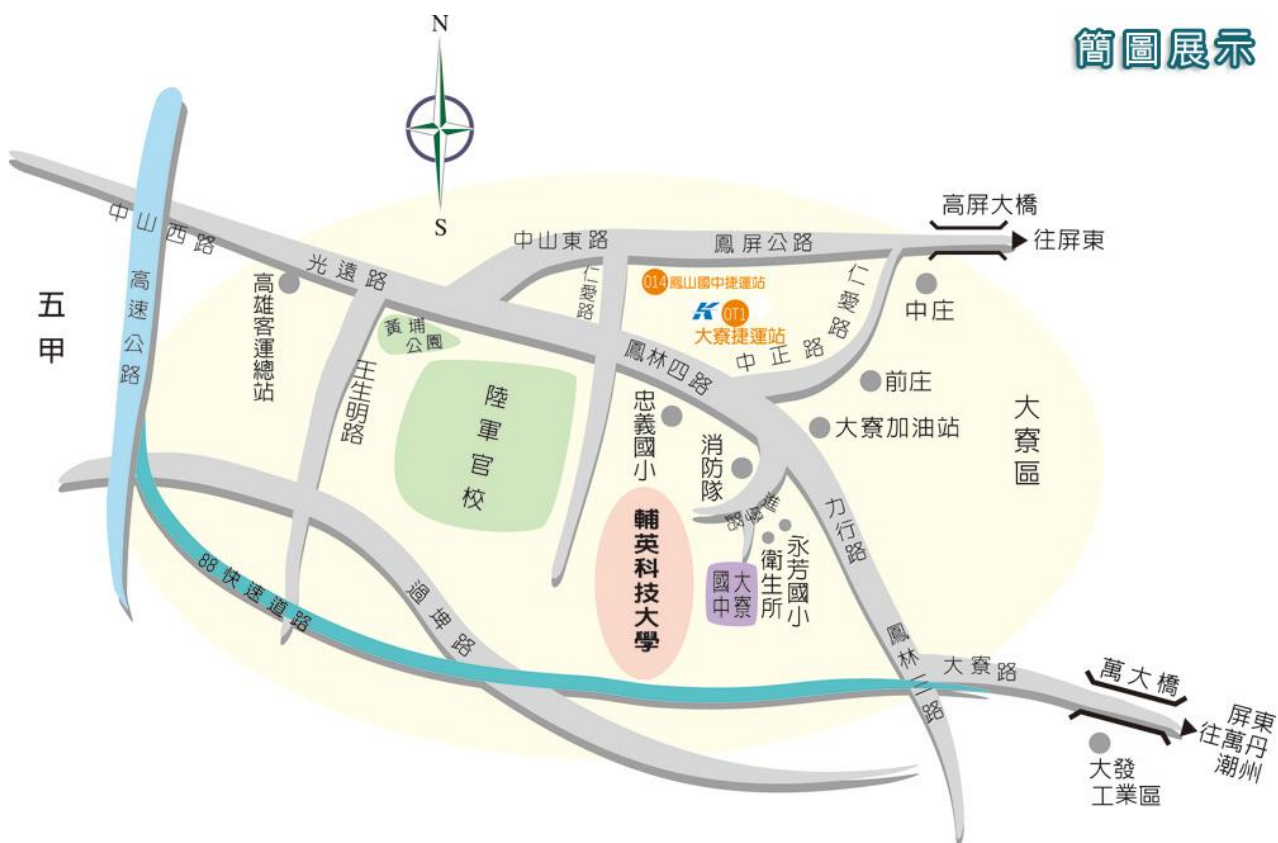 簡圖展示
N
S
高屏大橋
往屏東
中山西路
中山東路
鳳屏公路
光遠路
仁愛路
高速公路
五甲
高雄客運總站
O14鳳山國中捷運站
K OT1
大寮捷運站
仁愛路
中庄
黃埔
公園
鳳林四路
中正路
前庄
王生明路
陸軍官校
忠義國小
大寮加油站
大寮區
消防隊
進學路
力行路
輔英科技大學
大寮
國中
衛生所
永芳國小
88快速道路
過埤路
鳳林三路
大寮路
萬大橋
屏東
往萬丹
潮州
大發
工業區